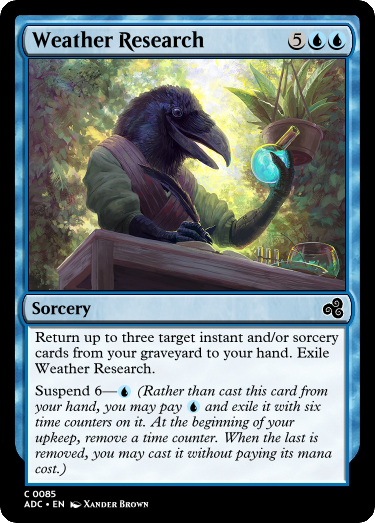 Weather Research 5
Sorcery
Return up to three target instant and/or sorcery
cards from your graveyard to your hand. Exile
Weather Research.
Suspend 6— (Rather than cast this card from
your hand, you may pay and exile it with six
time counters on it. At the beginning of your
upkeep, remove a time counter. When the last is
removed, you may cast it without paying its mana
cost.)
C 0085
ADC • EN Xander Brown